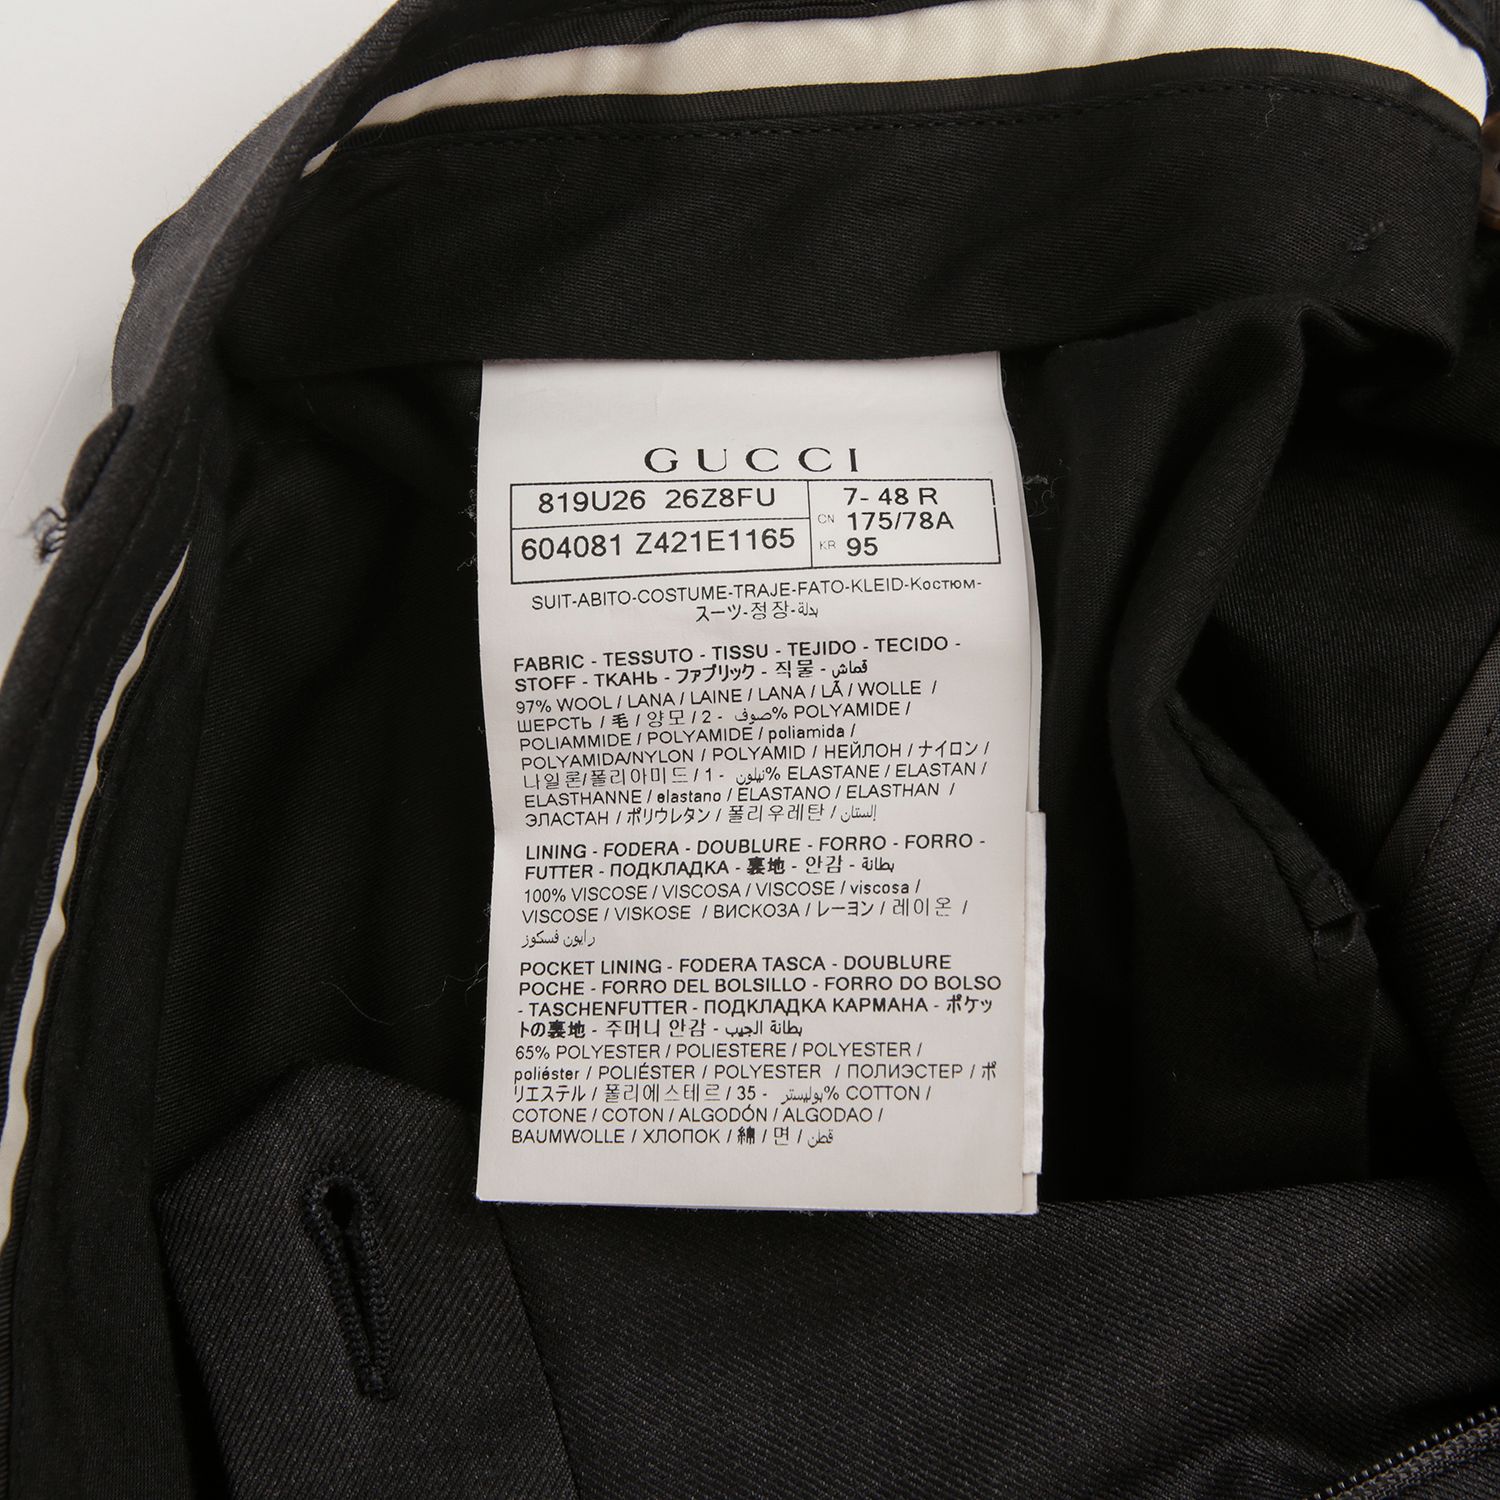 GUCCI
819U26 26Z8FU
604081 Z421E1165
7- 48 R
CN 175/78A
KR 95
SUIT-ABITO-COSTUME-TRAJE-FATO-KLEID-Костюм-
スーツ-정장-بدلة
FABRIC - TESSUTO - TISSU - TEJIDO - TECIDO -
STOFF - ТКАНЬ - ファブリック - 직물 - قماش
97% WOOL / LANA / LAINE / LANA / LÃ / WOLLE /
ШЕРСТЬ / 毛 / 양모 / 2 - صوف% POLYAMIDE /
POLIAMMIDE / POLYAMIDE / poliamida /
POLYAMIDA/NYLON / POLYAMID / НЕЙЛОН / ナイロン /
나일론/폴리아미드 / 1 - نيلون% ELASTANE / ELASTAN /
ELASTHANNE / elastano / ELASTANO / ELASTHAN /
ЭЛАСТАН / ポリウレタン / 폴리우레탄 / إلستان
LINING - FODERA - DOUBLURE - FORRO - FORRO -
FUTTER - ПОДКЛАДКА - 裏地 - 안감 - بطانة
100% VISCOSE / VISCOSA / VISCOSE / viscosa /
VISCOSE / VISKOSE / ВИСКОЗА / レーヨン / 레이온 /
رايون فسكوز
POCKET LINING - FODERA TASCA - DOUBLURE
POCHE - FORRO DEL BOLSILLO - FORRO DO BOLSO
- TASCHENFUTTER - ПОДКЛАДКА КАРМАНА - ポケッ
トの裏地 - 주머니 안감 - بطانة الجيب
65% POLYESTER / POLIESTERE / POLYESTER /
poliéster / POLIÉSTER / POLYESTER / ПОЛИЭСТЕР / ポ
リエステル / 폴리에스테르 / 35 - بوليستر% COTTON /
COTONE / COTON / ALGODÓN / ALGODAO /
BAUMWOLLE / ХЛОПОК / 綿 / 면 / قطن